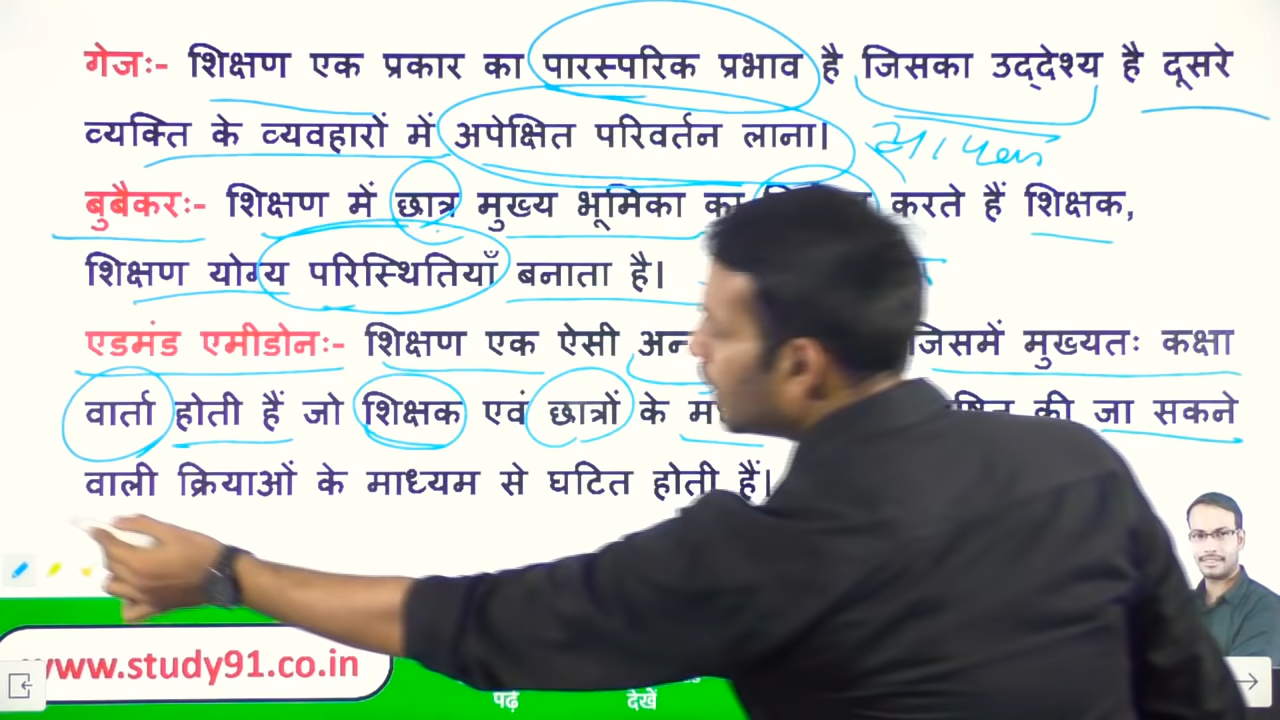 गेजः- शिक्षण एक प्रकार का पारस्परिक प्रभाव है जिसका उद्देश्य है दूसरे
व्यक्ति के व्यवहारों में अपेक्षित परिवर्तन लाना।
बुबैकरः- शिक्षण में छात्र मुख्य भूमिका का करते हैं शिक्षक,
शिक्षण योग्य परिस्थितियाँ बनाता है।
एडमंड एमीडोनः- शिक्षण एक ऐसी जिसमें मुख्यतः कक्षा
वार्ता होती हैं जो शिक्षक एवं छात्रों के की जा सकने
वाली क्रियाओं के माध्यम से घटित होती हैं।
www.study91.co.in
पढ़ें देखें